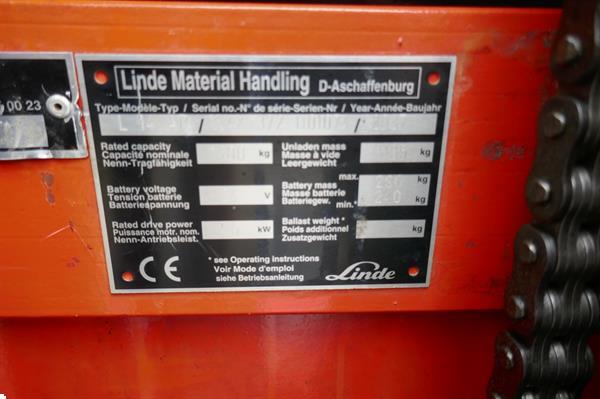 Linde Material Handling D-Aschaffenburg
00 23
Type-Modèle-Typ / Serial no.-N° de série-Serien-Nr / Year-Année-Baujahr
Rated capacity
Capacité nominale
Nenn-Tragfähigkeit
kg
Unladen mass
Masse à vide
Leergewicht
kg
Battery voltage
Tension batterie
Batteriespannung
V
max.
Battery mass
Masse batterie
Batteriegew. min.*
kg
kg
Rated drive power
Puissance motr. nom.
Nenn-Antriebsleist.
kW
Ballast weight *
Poids additionnel
Zusatzgewicht
kg
CE
* see Operating instructions
Voir Mode d'emploi
siehe Betriebsanleitung
Linde